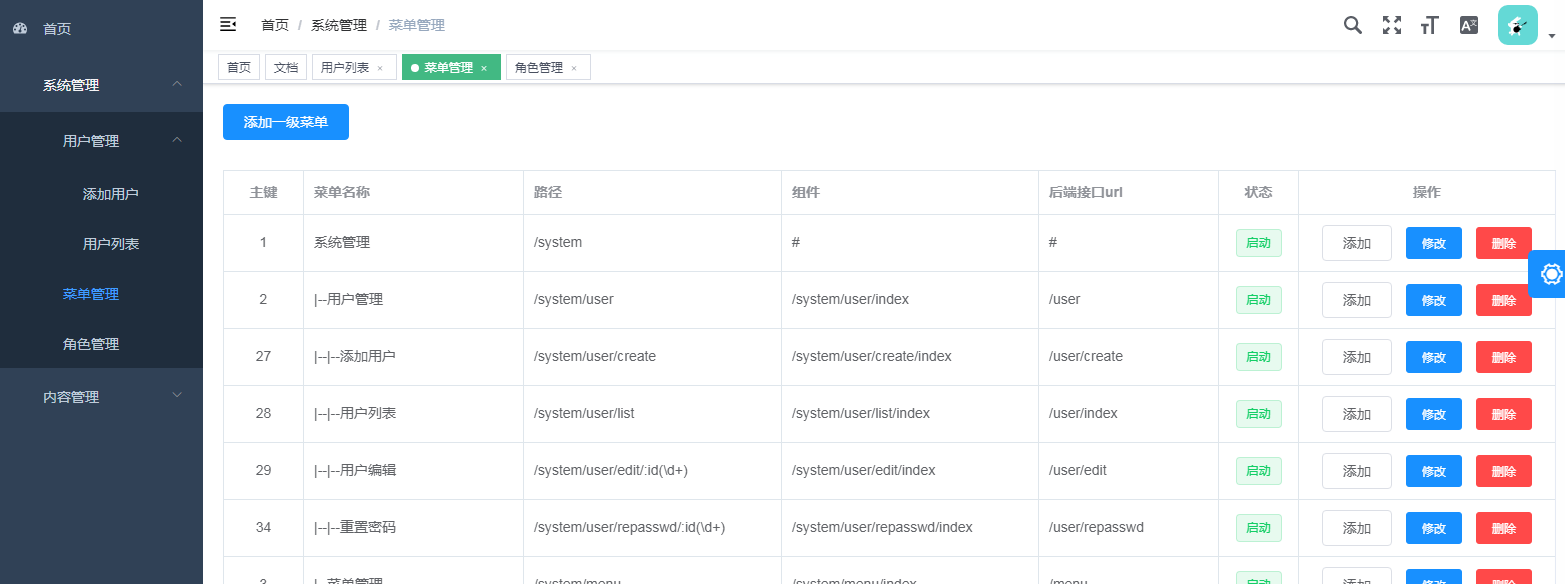 首页
系统管理
用户管理
添加用户
用户列表
菜单管理
角色管理
内容管理
首页 / 系统管理 / 菜单管理
首页 文档 用户列表 × 菜单管理 × 角色管理 ×
添加一级菜单
主键 菜单名称 路径 组件 后端接口url 状态 操作
1 系统管理 /system # # 启动 添加 修改 删除
2 |--用户管理 /system/user /system/user/index /user 启动 添加 修改 删除
27 |--|--添加用户 /system/user/create /system/user/create/index /user/create 启动 添加 修改 删除
28 |--|--用户列表 /system/user/list /system/user/list/index /user/index 启动 添加 修改 删除
29 |--|--用户编辑 /system/user/edit/:id(\d+) /system/user/edit/index /user/edit 启动 添加 修改 删除
34 |--|--重置密码 /system/user/repasswd/:id(\d+) /system/user/repasswd/index /user/repasswd 启动 添加 修改 删除
3 |--菜单管理 /system/menu /system/menu/index /menu 启动 添加 修改 删除